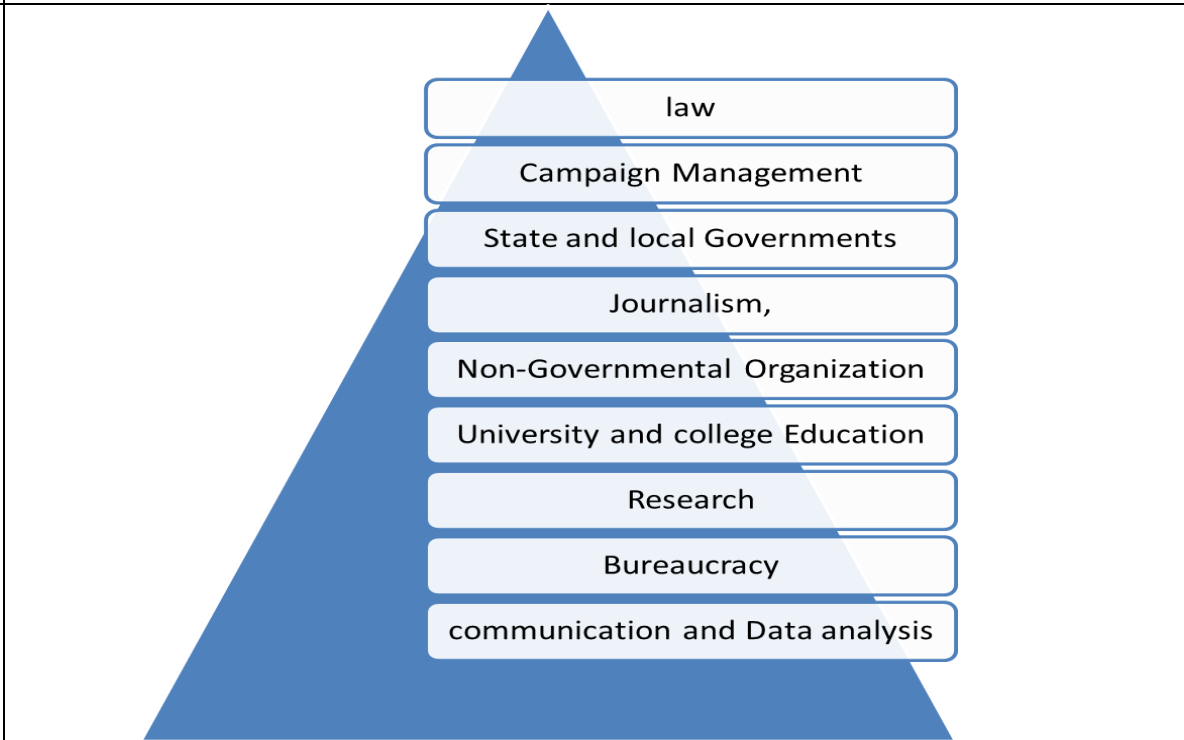 law
Campaign Management
State and local Governments
Journalism,
Non-Governmental Organization
University and college Education
Research
Bureaucracy
communication and Data analysis